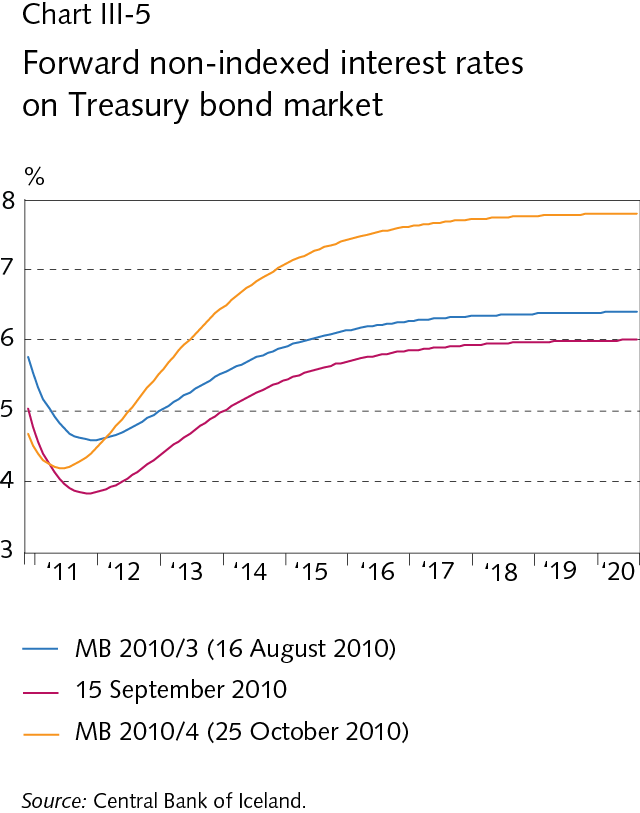 Chart III-5
Forward non-indexed interest rates
on Treasury bond market
%
8
7
6
5
4
3
‘11 ‘12 ‘13 ‘14 ‘15 ‘16 ‘17 ‘18 ‘19 ‘20
MB 2010/3 (16 August 2010)
15 September 2010
MB 2010/4 (25 October 2010)
Source: Central Bank of Iceland.